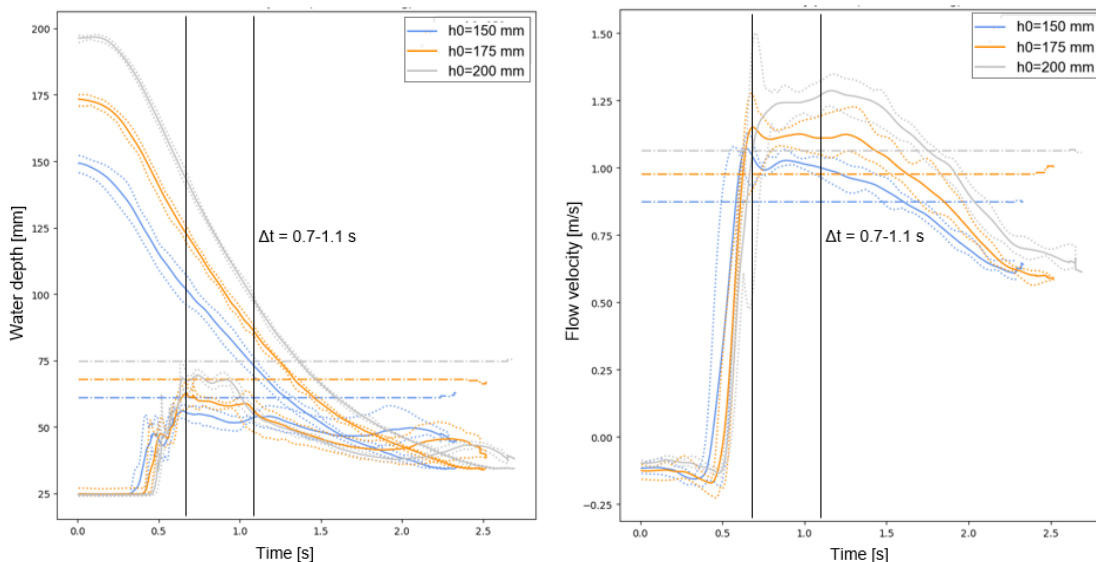 200
175
150
125
100
75
50
25
0.0
0.5
1.0
1.5
2.0
2.5
Water depth [mm]
Time [s]
h0=150 mm
h0=175 mm
h0=200 mm
Δt = 0.7-1.1 s
1.50
1.25
1.00
0.75
0.50
0.25
0.00
−0.25
0.0
0.5
1.0
1.5
2.0
2.5
Flow velocity [m/s]
Time [s]
h0=150 mm
h0=175 mm
h0=200 mm
Δt = 0.7-1.1 s